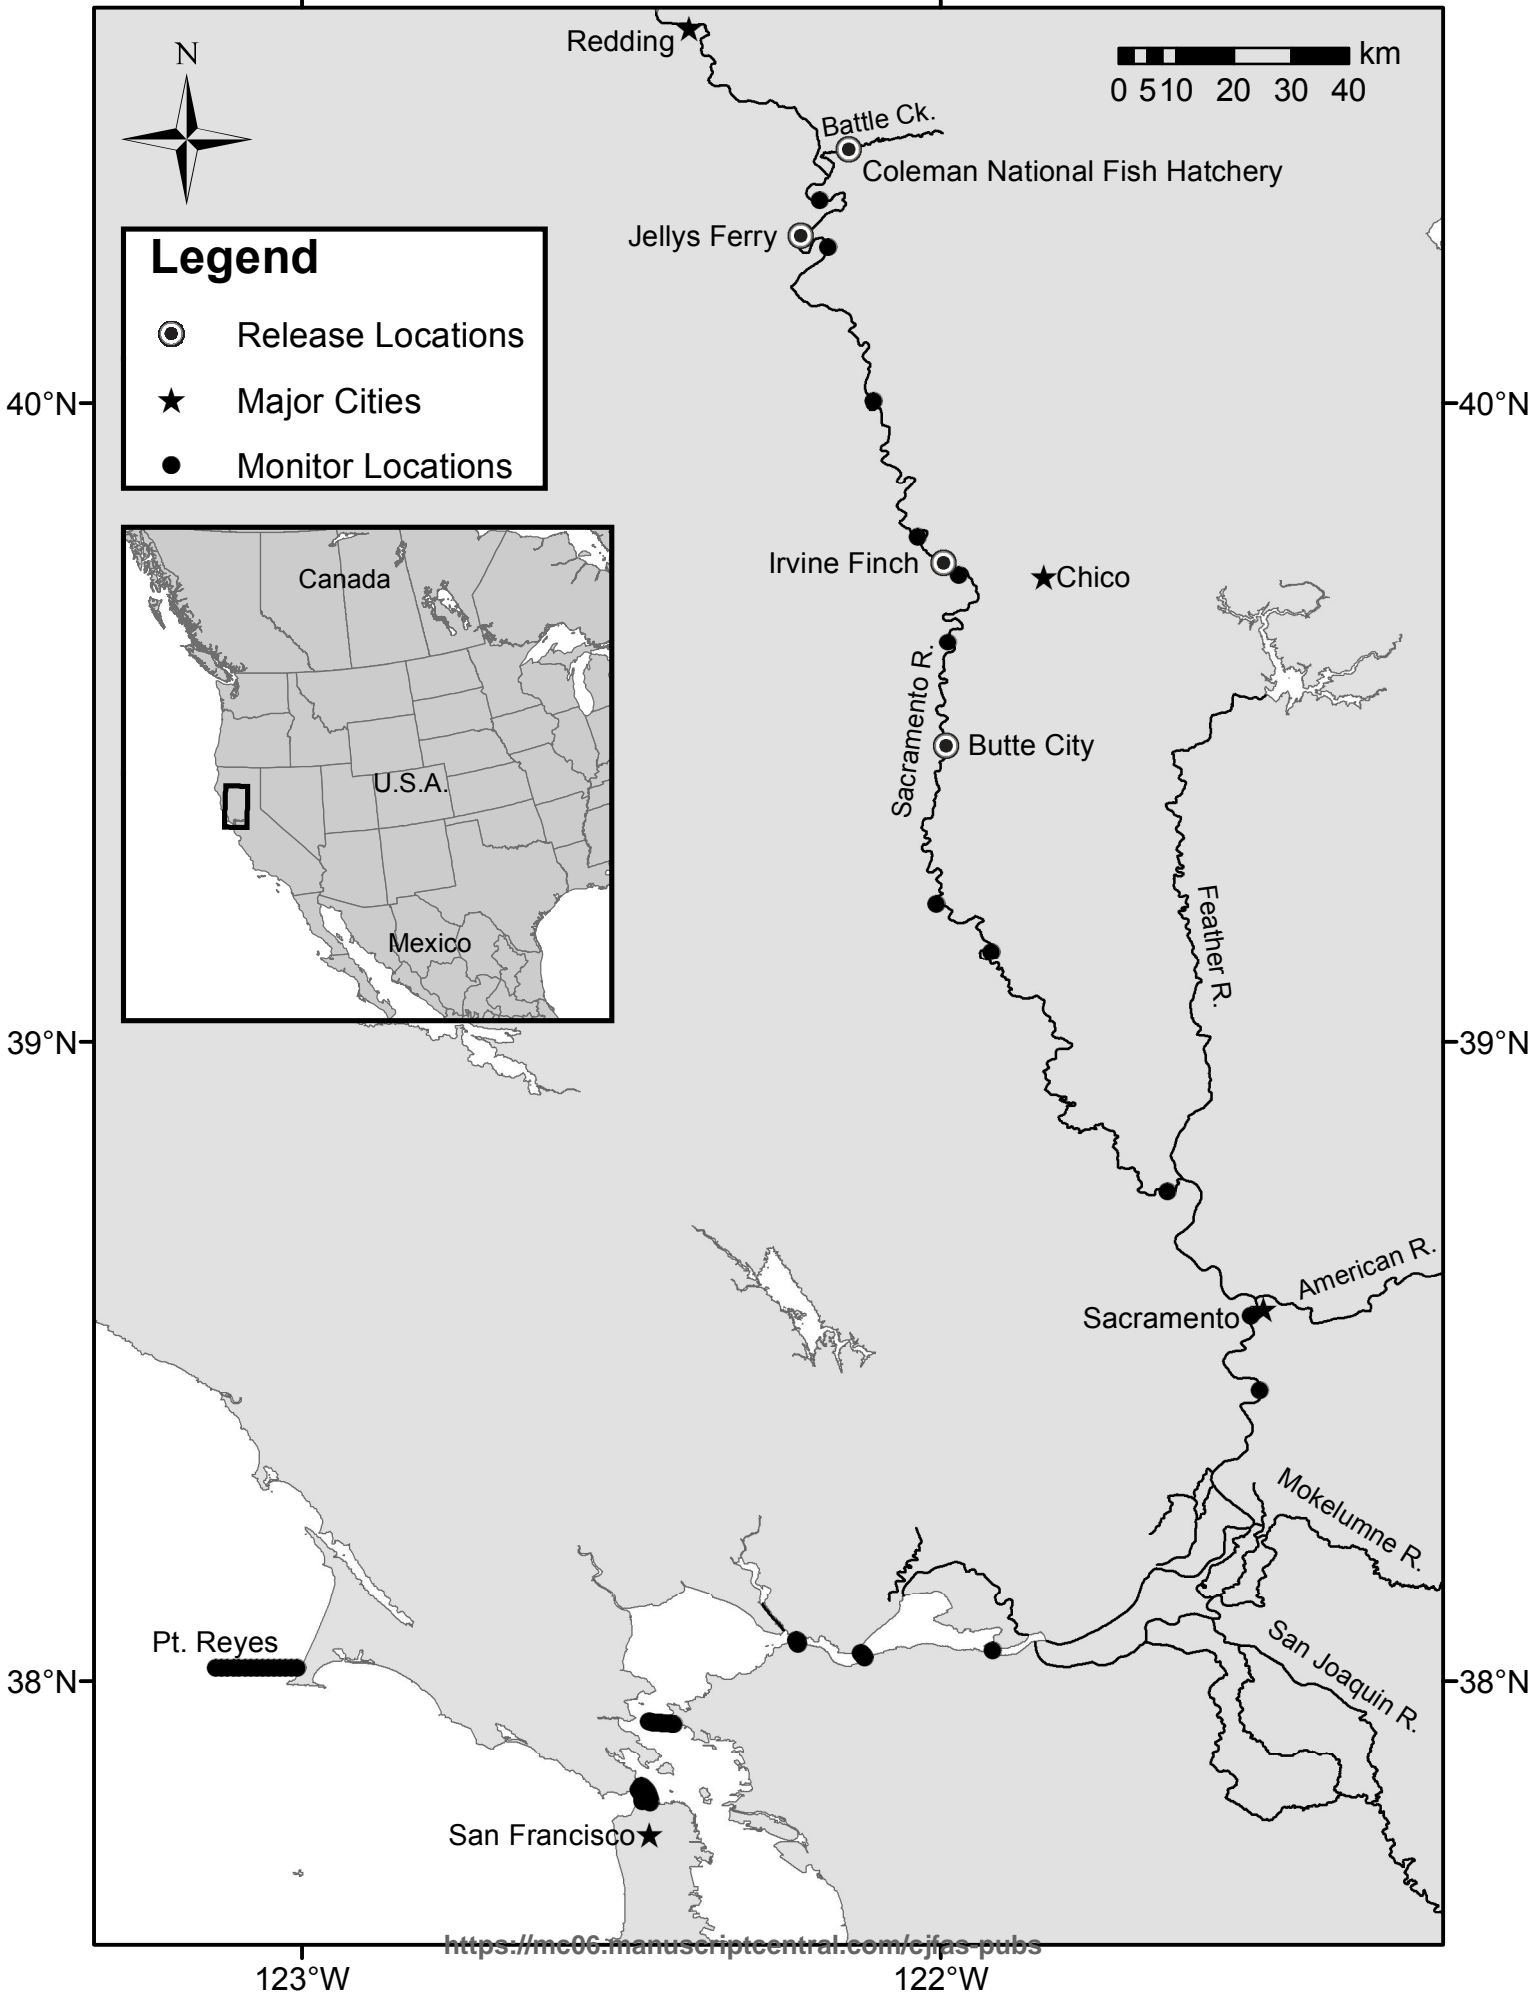 Redding
N
km
0 5 10 20 30 40
Battle Ck.
Coleman National Fish Hatchery
Jellys Ferry
Legend
Release Locations
Major Cities
Monitor Locations
40°N
40°N
Irvine Finch
Chico
Canada
Sacramento R.
Butte City
U.S.A.
Feather R.
Mexico
39°N
39°N
American R.
Sacramento
Mokelumne R.
San Joaquin R.
Pt. Reyes
38°N
38°N
San Francisco
https://mc06.manuscriptcentral.com/cjfas-pubs
123°W
122°W